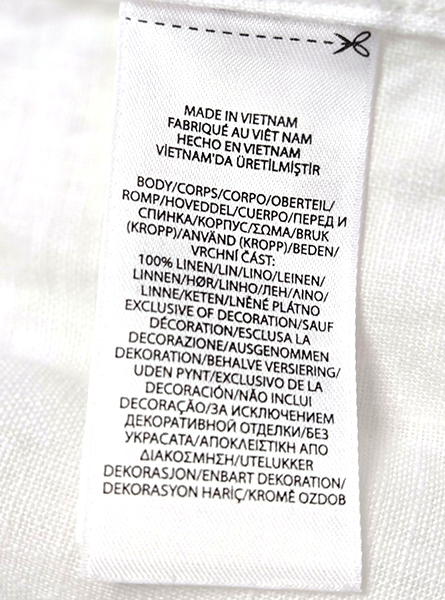 MADE IN VIETNAM
FABRIQUÉ AU VIÊT NAM
HECHO EN VIETNAM
VİETNAM'DA ÜRETİLMİŞTİR
BODY/CORPS/CORPO/OBERTEIL/
ROMP/HOVEDDEL/CUERPO/ПЕРЕД И
СПИНКА/КОРПУС/ΣΩΜΑ/BRUK
(KROPP)/ANVÄND (KROPP)/BEDEN/
VRCHNÍ ČÁST:
100% LINEN/LIN/LINO/LEINEN/
LINNEN/HØR/LINHO/ЛЕН/ΛΙΝΟ/
LINNE/KETEN/LNĚNÉ PLÁTNO
EXCLUSIVE OF DECORATION/SAUF
DÉCORATION/ESCLUSA LA
DECORAZIONE/AUSGENOMMEN
DEKORATION/BEHALVE VERSIERING/
UDEN PYNT/EXCLUSIVO DE LA
DECORACIÓN/NÃO INCLUI
DECORAÇÃO/ЗА ИСКЛЮЧЕНИЕМ
ДЕКОРАТИВНОЙ ОТДЕЛКИ/БЕЗ
УКРАСАТА/ΑΠΟΚΛΕΙΣΤΙΚΗ ΑΠΟ
ΔΙΑΚΟΣΜΗΣΗ/UTELUKKER
DEKORASJON/ENBART DEKORATION/
DEKORASYON HARİÇ/KROMĚ OZDOB